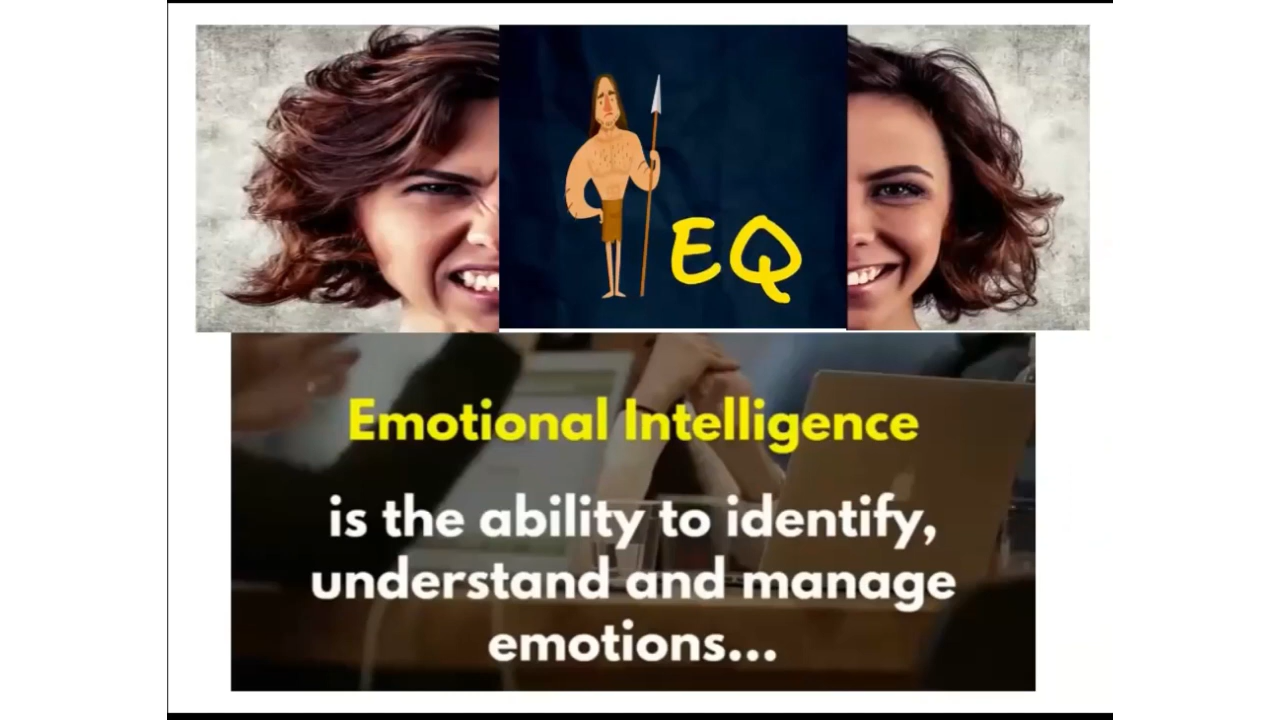 EQ
Emotional Intelligence
is the ability to identify,
understand and manage
emotions...